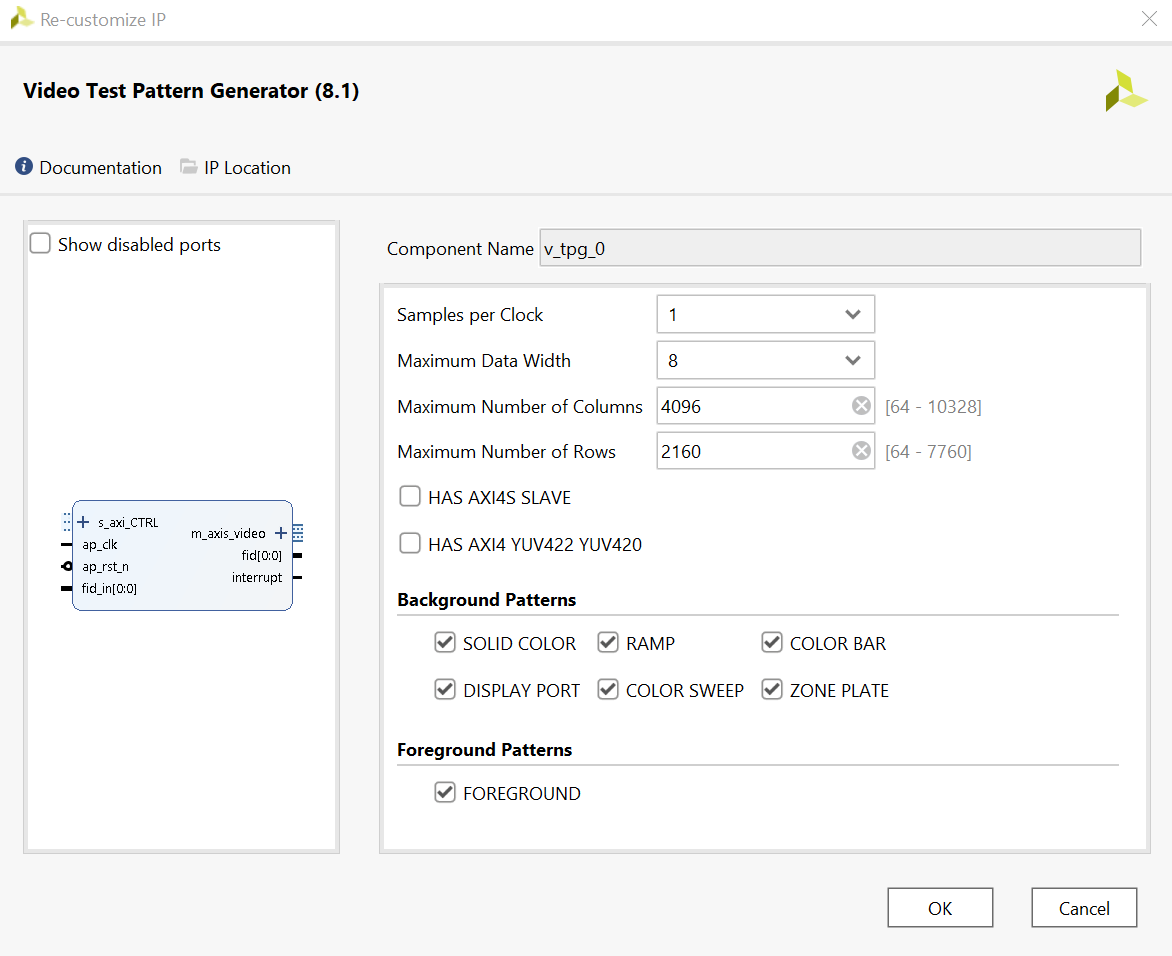 Re-customize IP
Video Test Pattern Generator (8.1)
Documentation IP Location
Show disabled ports
s_axi_CTRL
ap_clk
ap_rst_n
fid_in[0:0]
m_axis_video
fid[0:0]
interrupt
Component Name v_tpg_0
Samples per Clock 1
Maximum Data Width 8
Maximum Number of Columns 4096 [64 - 10328]
Maximum Number of Rows 2160 [64 - 7760]
HAS AXI4S SLAVE
HAS AXI4 YUV422 YUV420
Background Patterns
SOLID COLOR RAMP COLOR BAR
DISPLAY PORT COLOR SWEEP ZONE PLATE
Foreground Patterns
FOREGROUND
OK Cancel